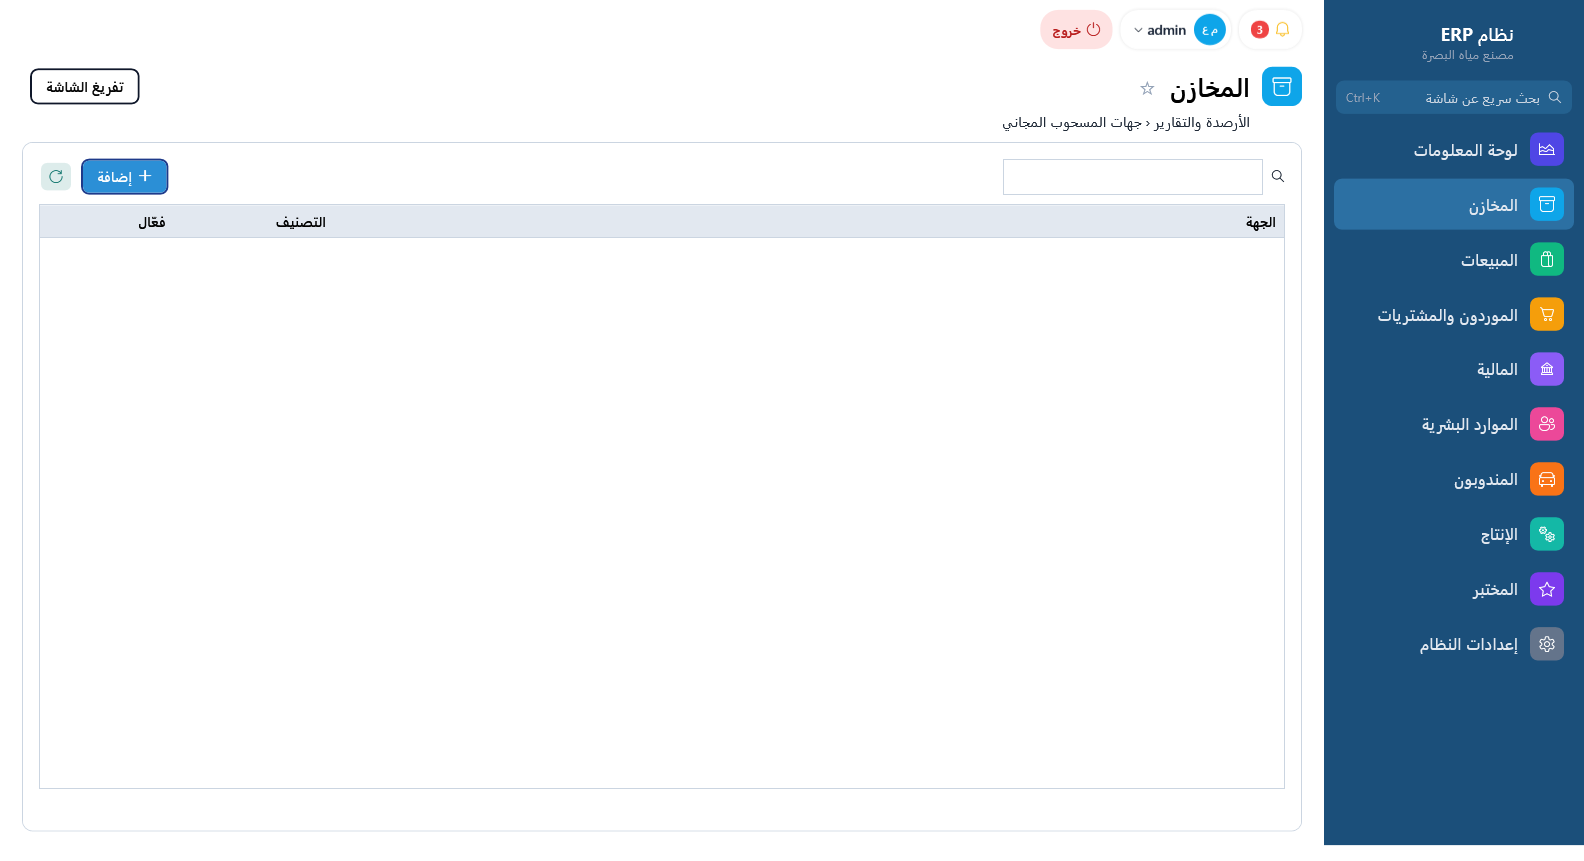 نظام ERP
مصنع مياه البصرة
بحث سريع عن شاشة Ctrl+K
لوحة المعلومات
المخازن
المبيعات
الموردون والمشتريات
المالية
الموارد البشرية
المندوبون
الإنتاج
المختبر
إعدادات النظام
3
م ع admin
خروج
المخازن
تفريغ الشاشة
الأرصدة والتقارير › جهات المسحوب المجاني
إضافة
الجهة التصنيف فعّال